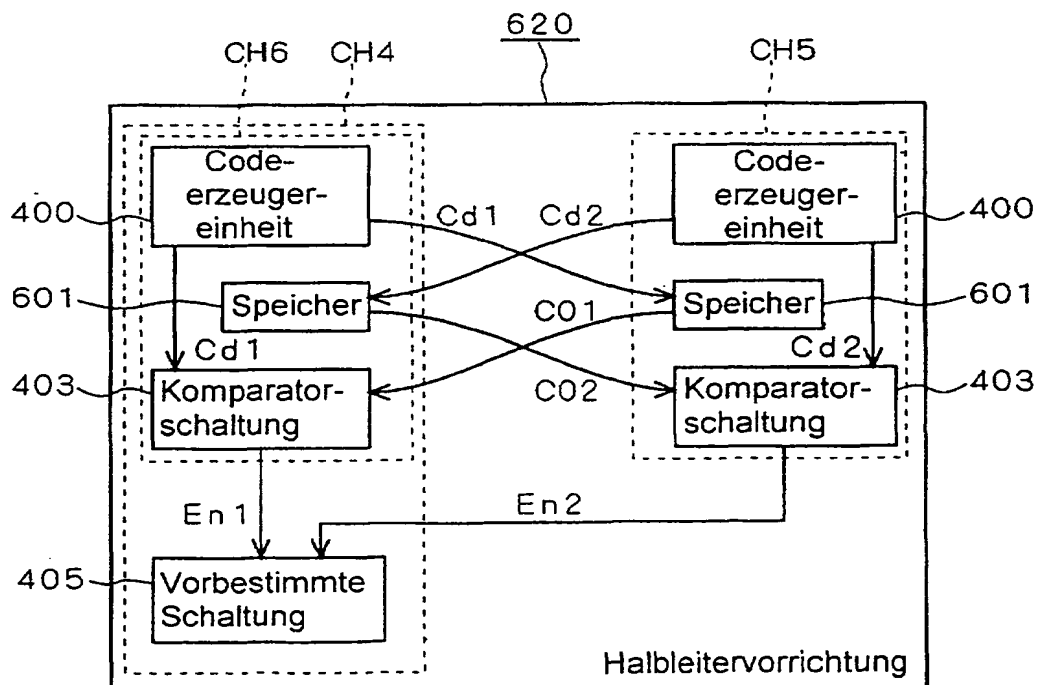 620
CH6 CH4 CH5
Code-
erzeuger-
einheit
Code-
erzeuger-
einheit
400 Cd1 Cd2 400
601 Speicher C01 Speicher 601
Cd1 Cd2
403 Komparator-
schaltung
C02 Komparator-
schaltung 403
En1 En2
405 Vorbestimmte
Schaltung
Halbleitervorrichtung